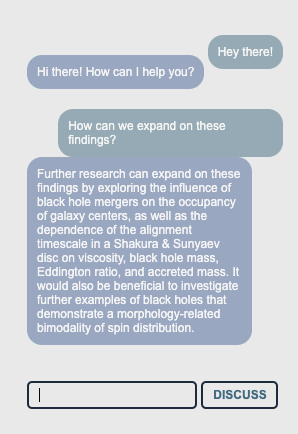 Hey there!
Hi there! How can I help you?
How can we expand on these
findings?
Further research can expand on these
findings by exploring the influence of
black hole mergers on the occupancy
of galaxy centers, as well as the
dependence of the alignment
timescale in a Shakura & Sunyaev
disc on viscosity, black hole mass,
Eddington ratio, and accreted mass. It
would also be beneficial to investigate
further examples of black holes that
demonstrate a morphology-related
bimodality of spin distribution.
DISCUSS